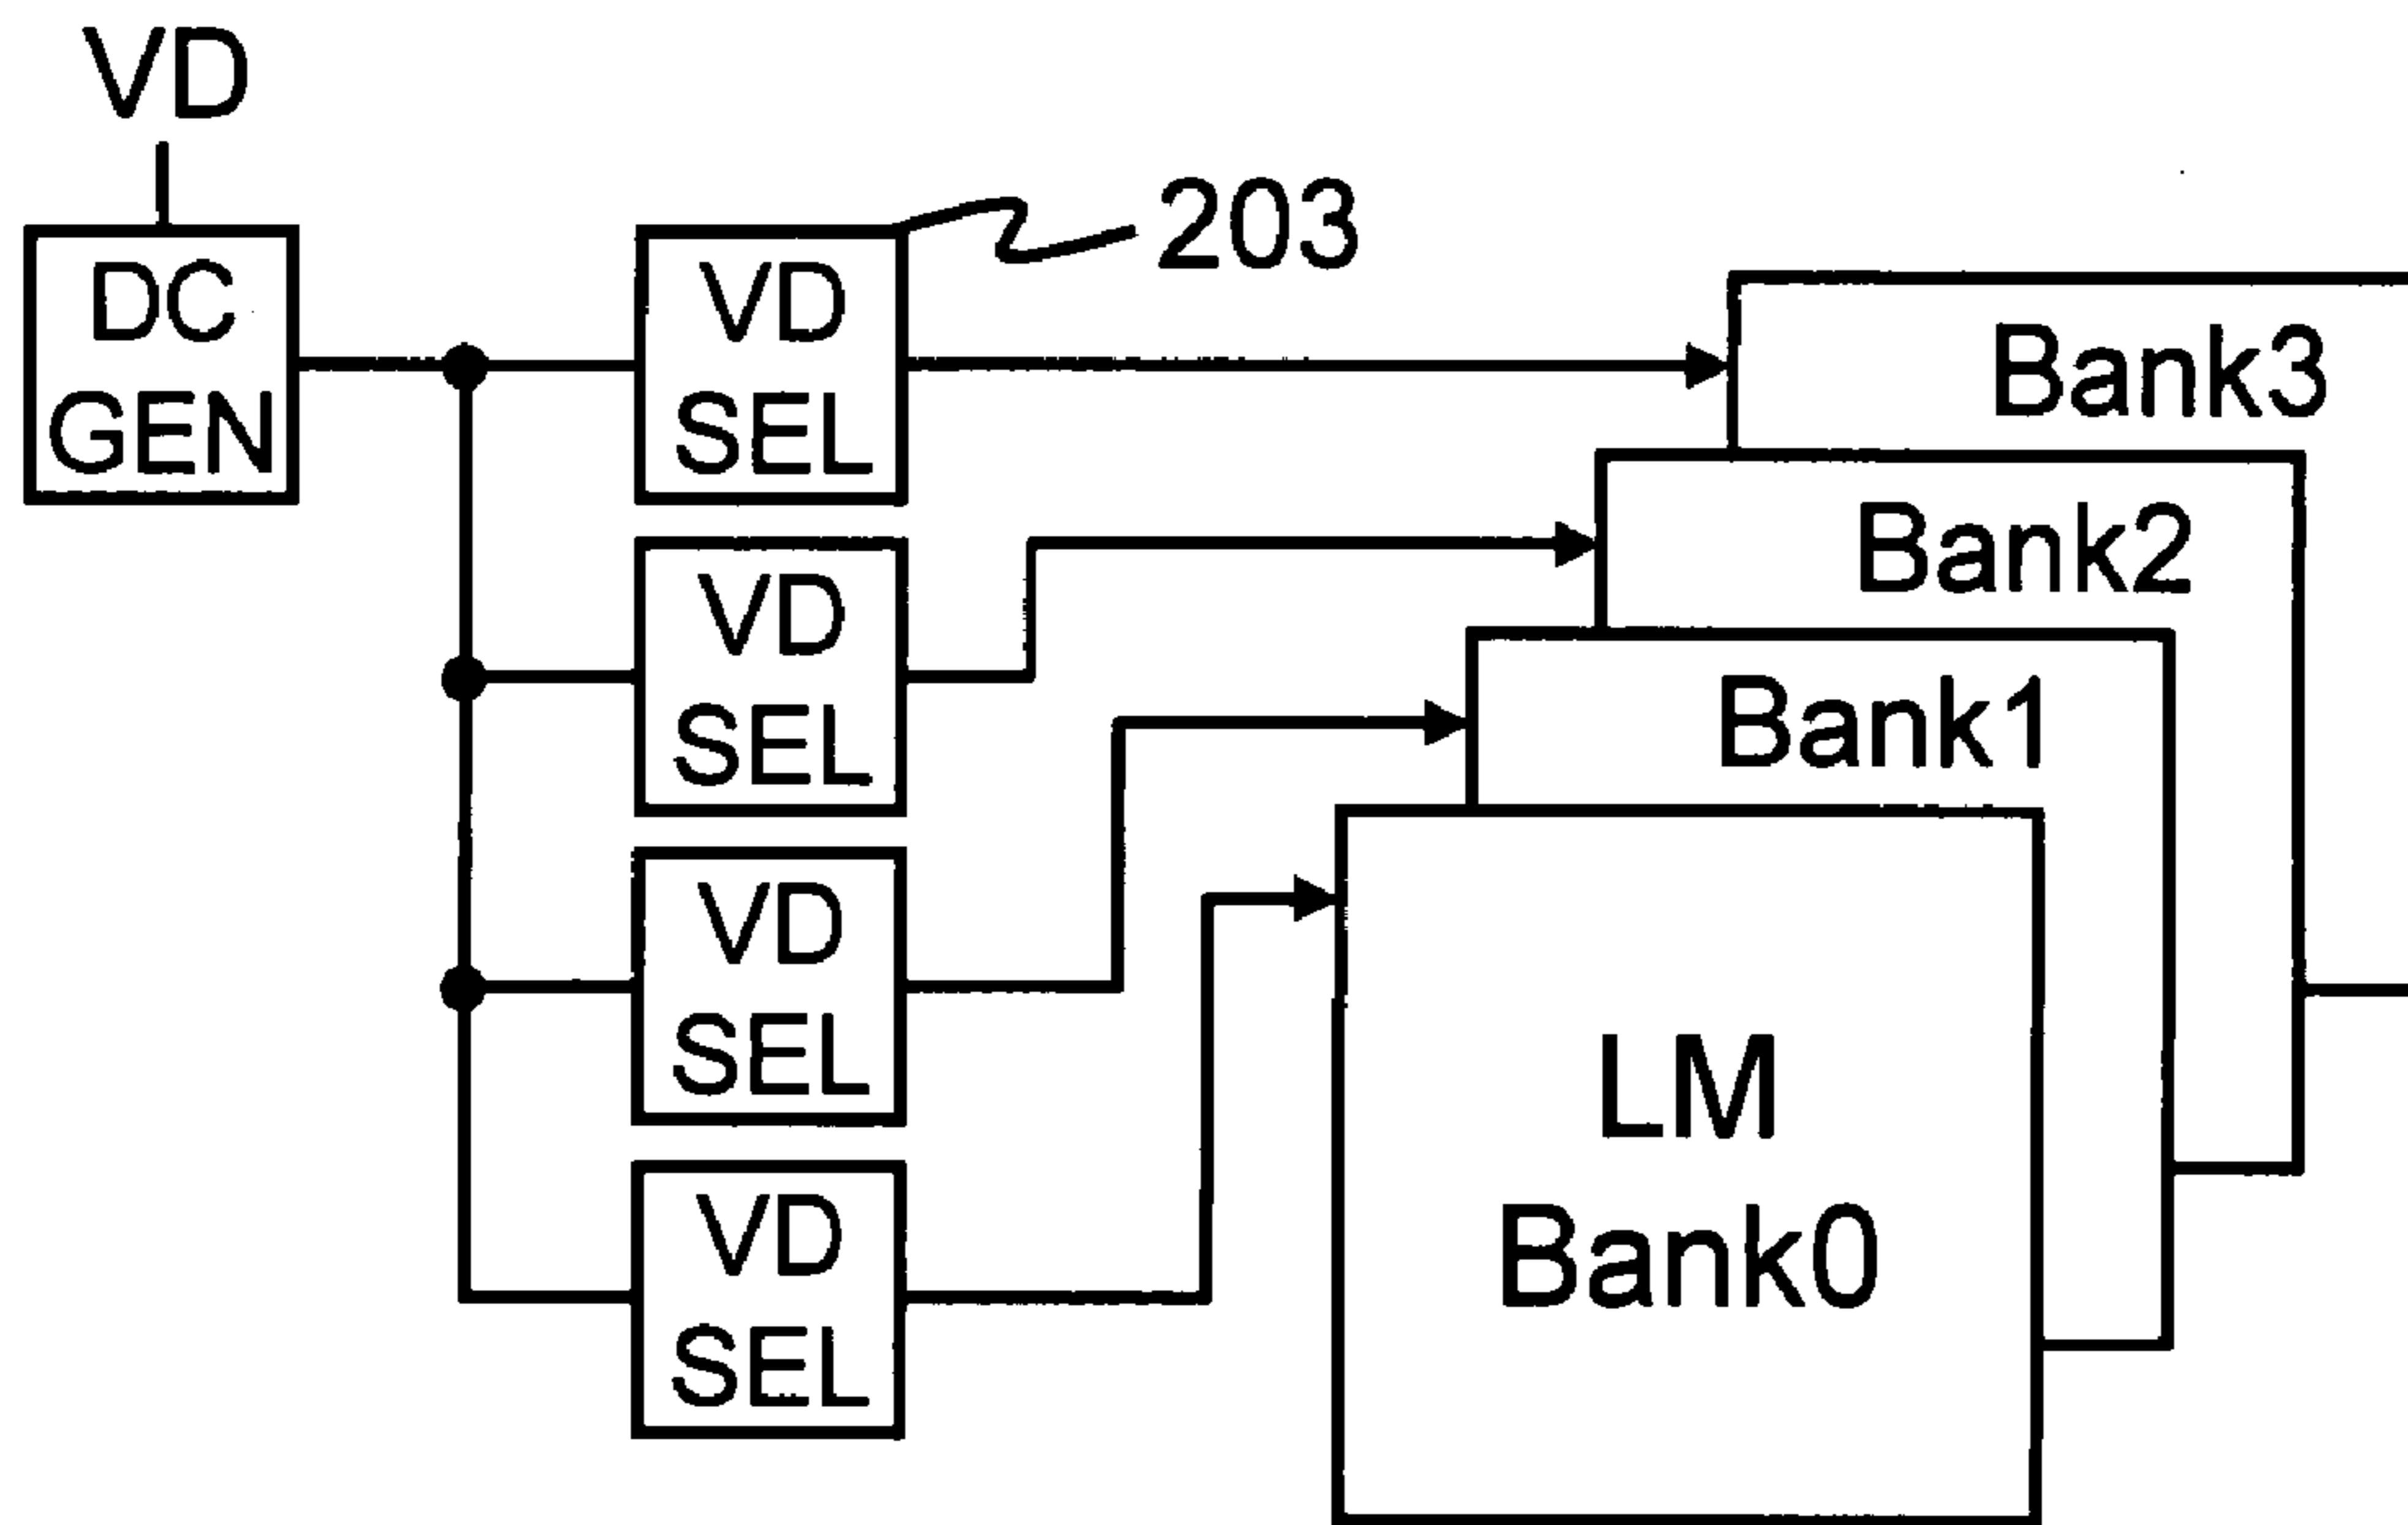 VD
DC
GEN
VD
SEL
203
Bank3
VD
SEL
Bank2
Bank1
VD
SEL
LM
Bank0
VD
SEL